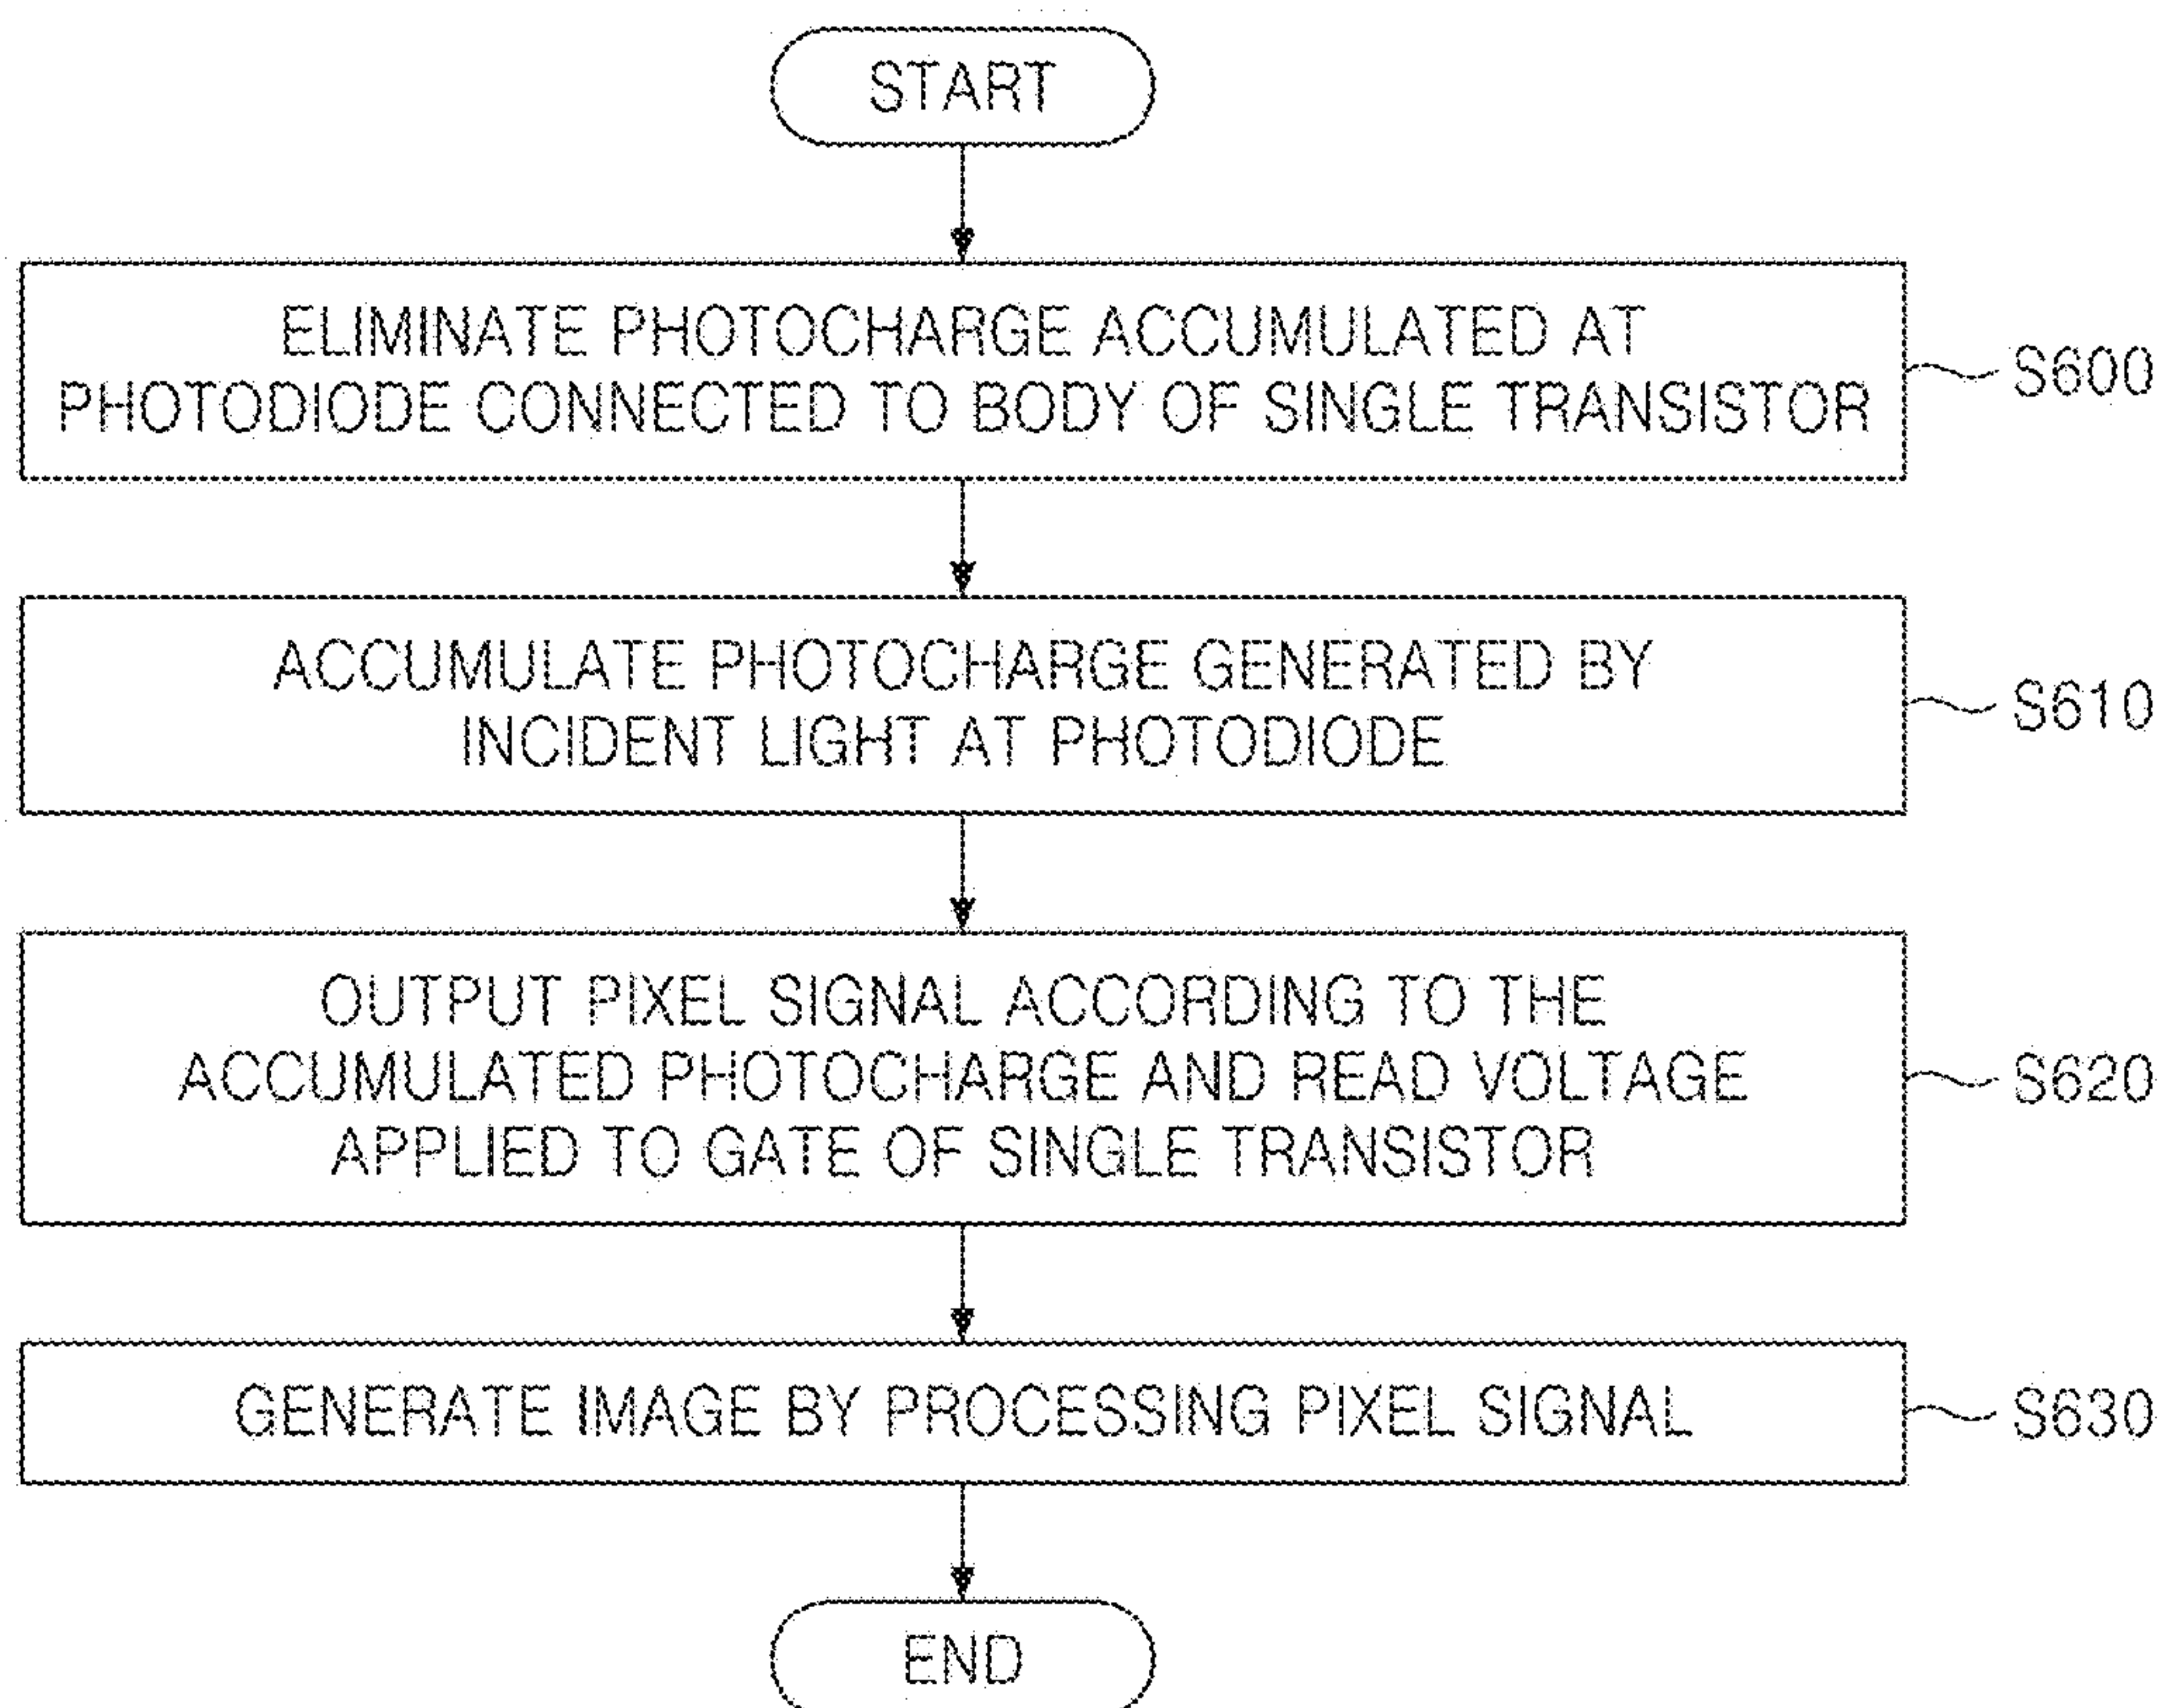 START
ELIMINATE PHOTOCHARGE ACCUMULATED AT
PHOTODIODE CONNECTED TO BODY OF SINGLE TRANSISTOR
S600
ACCUMULATE PHOTOCHARGE GENERATED BY
INCIDENT LIGHT AT PHOTODIODE
S610
OUTPUT PIXEL SIGNAL ACCORDING TO THE
ACCUMULATED PHOTOCHARGE AND READ VOLTAGE
APPLIED TO GATE OF SINGLE TRANSISTOR
S620
GENERATE IMAGE BY PROCESSING PIXEL SIGNAL
S630
END